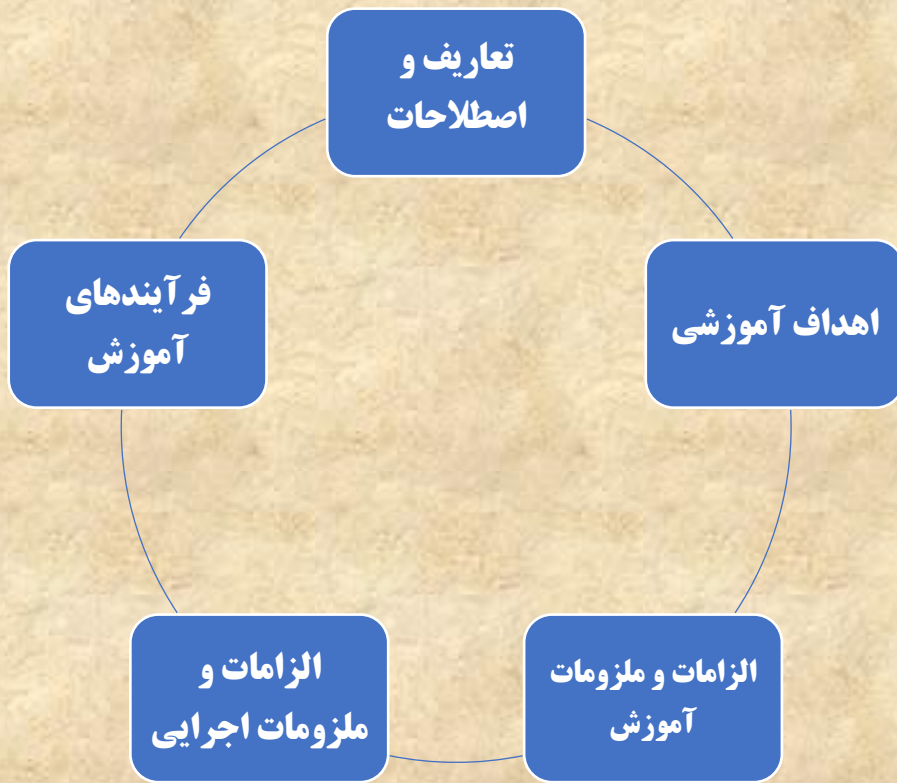 تعاریف و
اصطلاحات
اهداف آموزشی
الزامات و ملزومات
آموزش
الزامات و
ملزومات اجرایی
فرآیندهای
آموزش